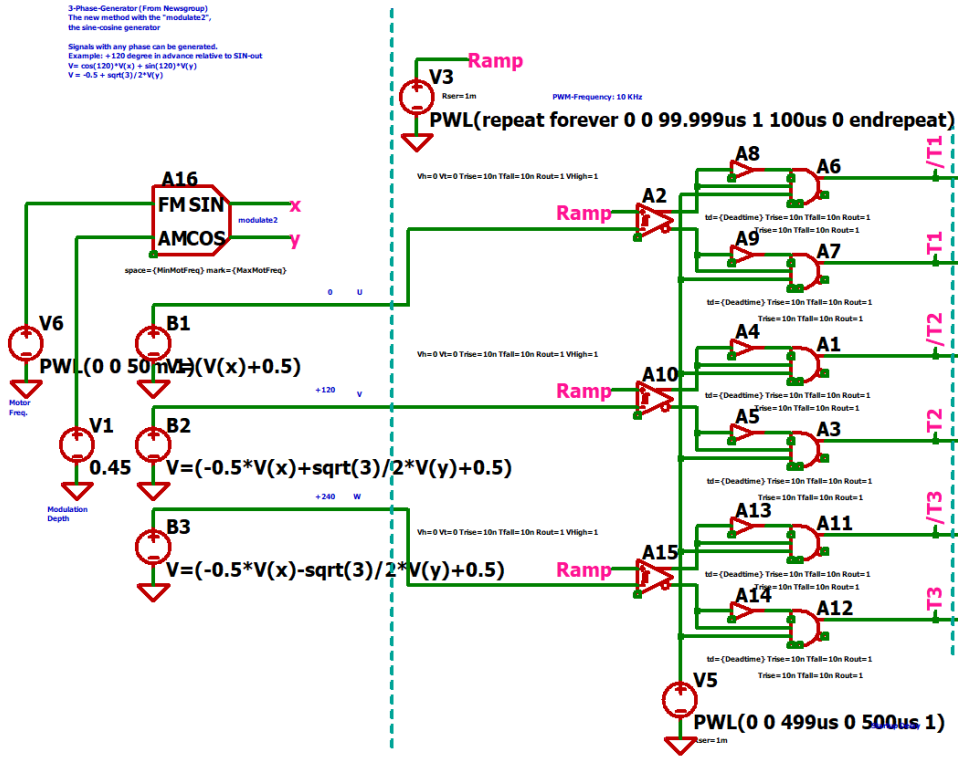 3-Phase-Generator (From Newsgroup)
The new method with the "modulate2",
the sine-cosine generator
Signals with any phase can be generated.
Example: +120 degree in advance relative to SIN-out
V= cos(120)*V(x) + sin(120)*V(y)
V = -0.5 + sqrt(3)/2*V(y)
Ramp
V3
Rser=1m
PWM-Frequency: 10 KHz
PWL(repeat forever 0 0 99.999us 1 100us 0 endrepeat)
/T1
A8
A6
A16
Vh=0 Vt=0 Trise=10n Tfall=10n Rout=1 VHigh=1
A2
FM SIN
x
modulate2
Ramp
td={Deadtime} Trise=10n Tfall=10n Rout=1
Trise=10n Tfall=10n Rout=1
AM COS
y
A9
A7
T1
space={MinMotFreq} mark={MaxMotFreq}
0 U
td={Deadtime} Trise=10n Tfall=10n Rout=1
Trise=10n Tfall=10n Rout=1
V6
B1
A4
A1
/T2
Vh=0 Vt=0 Trise=10n Tfall=10n Rout=1 VHigh=1
PWL(0 0 50m 1)
V=(V(x)+0.5)
A10
td={Deadtime} Trise=10n Tfall=10n Rout=1
Motor
Freq.
+120 V
Ramp
Trise=10n Tfall=10n Rout=1
V1
B2
A5
A3
T2
0.45
V=(-0.5*V(x)+sqrt(3)/2*V(y)+0.5)
td={Deadtime} Trise=10n Tfall=10n Rout=1
+240 W
Trise=10n Tfall=10n Rout=1
Modulation
Depth
B3
A13
A11
/T3
Vh=0 Vt=0 Trise=10n Tfall=10n Rout=1 VHigh=1
A15
V=(-0.5*V(x)-sqrt(3)/2*V(y)+0.5)
Ramp
td={Deadtime} Trise=10n Tfall=10n Rout=1
Trise=10n Tfall=10n Rout=1
A14
A12
T3
td={Deadtime} Trise=10n Tfall=10n Rout=1
Trise=10n Tfall=10n Rout=1
V5
PWL(0 0 499us 0 500us 1)
Rser=1m